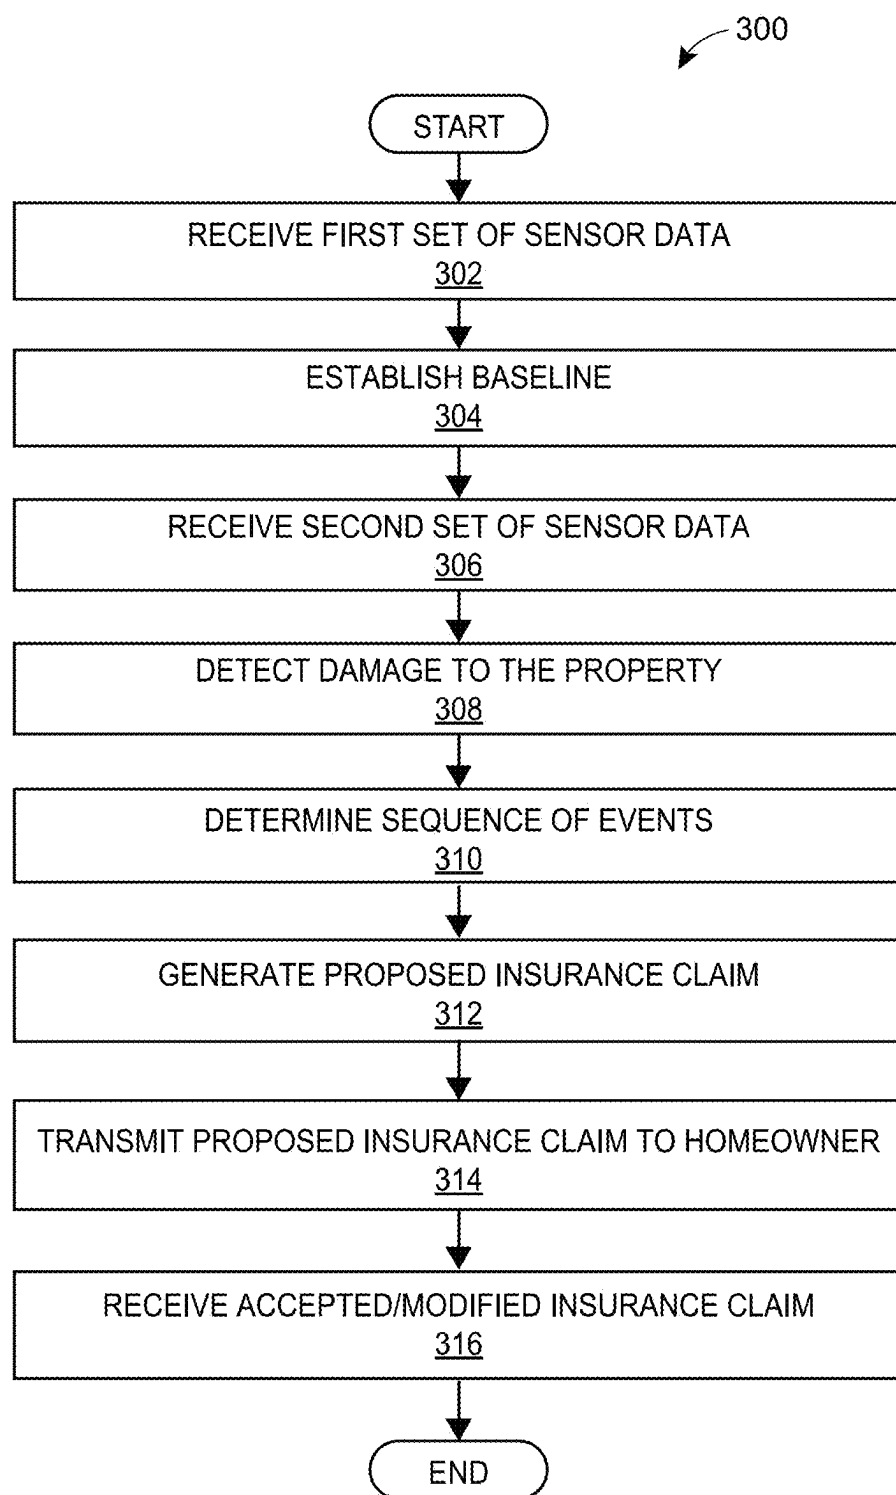 300
START
RECEIVE FIRST SET OF SENSOR DATA
302
ESTABLISH BASELINE
304
RECEIVE SECOND SET OF SENSOR DATA
306
DETECT DAMAGE TO THE PROPERTY
308
DETERMINE SEQUENCE OF EVENTS
310
GENERATE PROPOSED INSURANCE CLAIM
312
TRANSMIT PROPOSED INSURANCE CLAIM TO HOMEOWNER
314
RECEIVE ACCEPTED/MODIFIED INSURANCE CLAIM
316
END